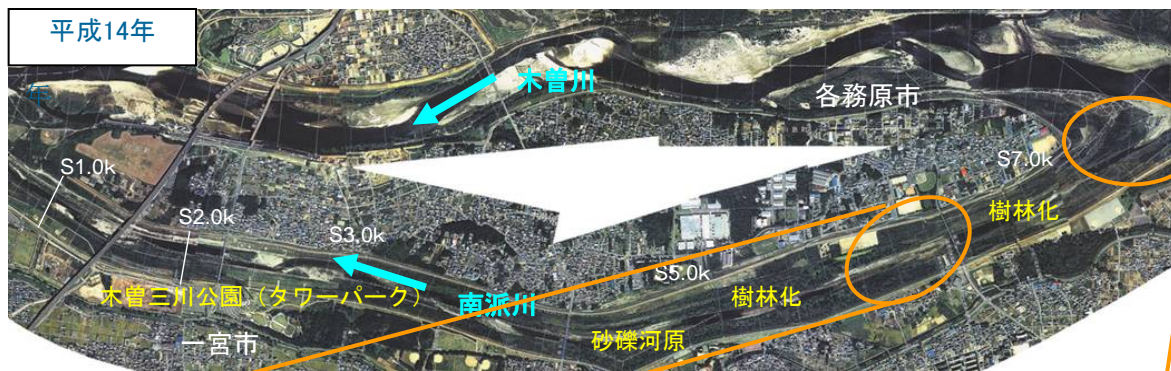 平成14年
年
木曽川
各務原市
S1.0k
S7.0k
樹林化
S2.0k
S3.0k
S5.0k
木曽三川公園（タワーパーク）
南派川
樹林化
一宮市
砂礫河原